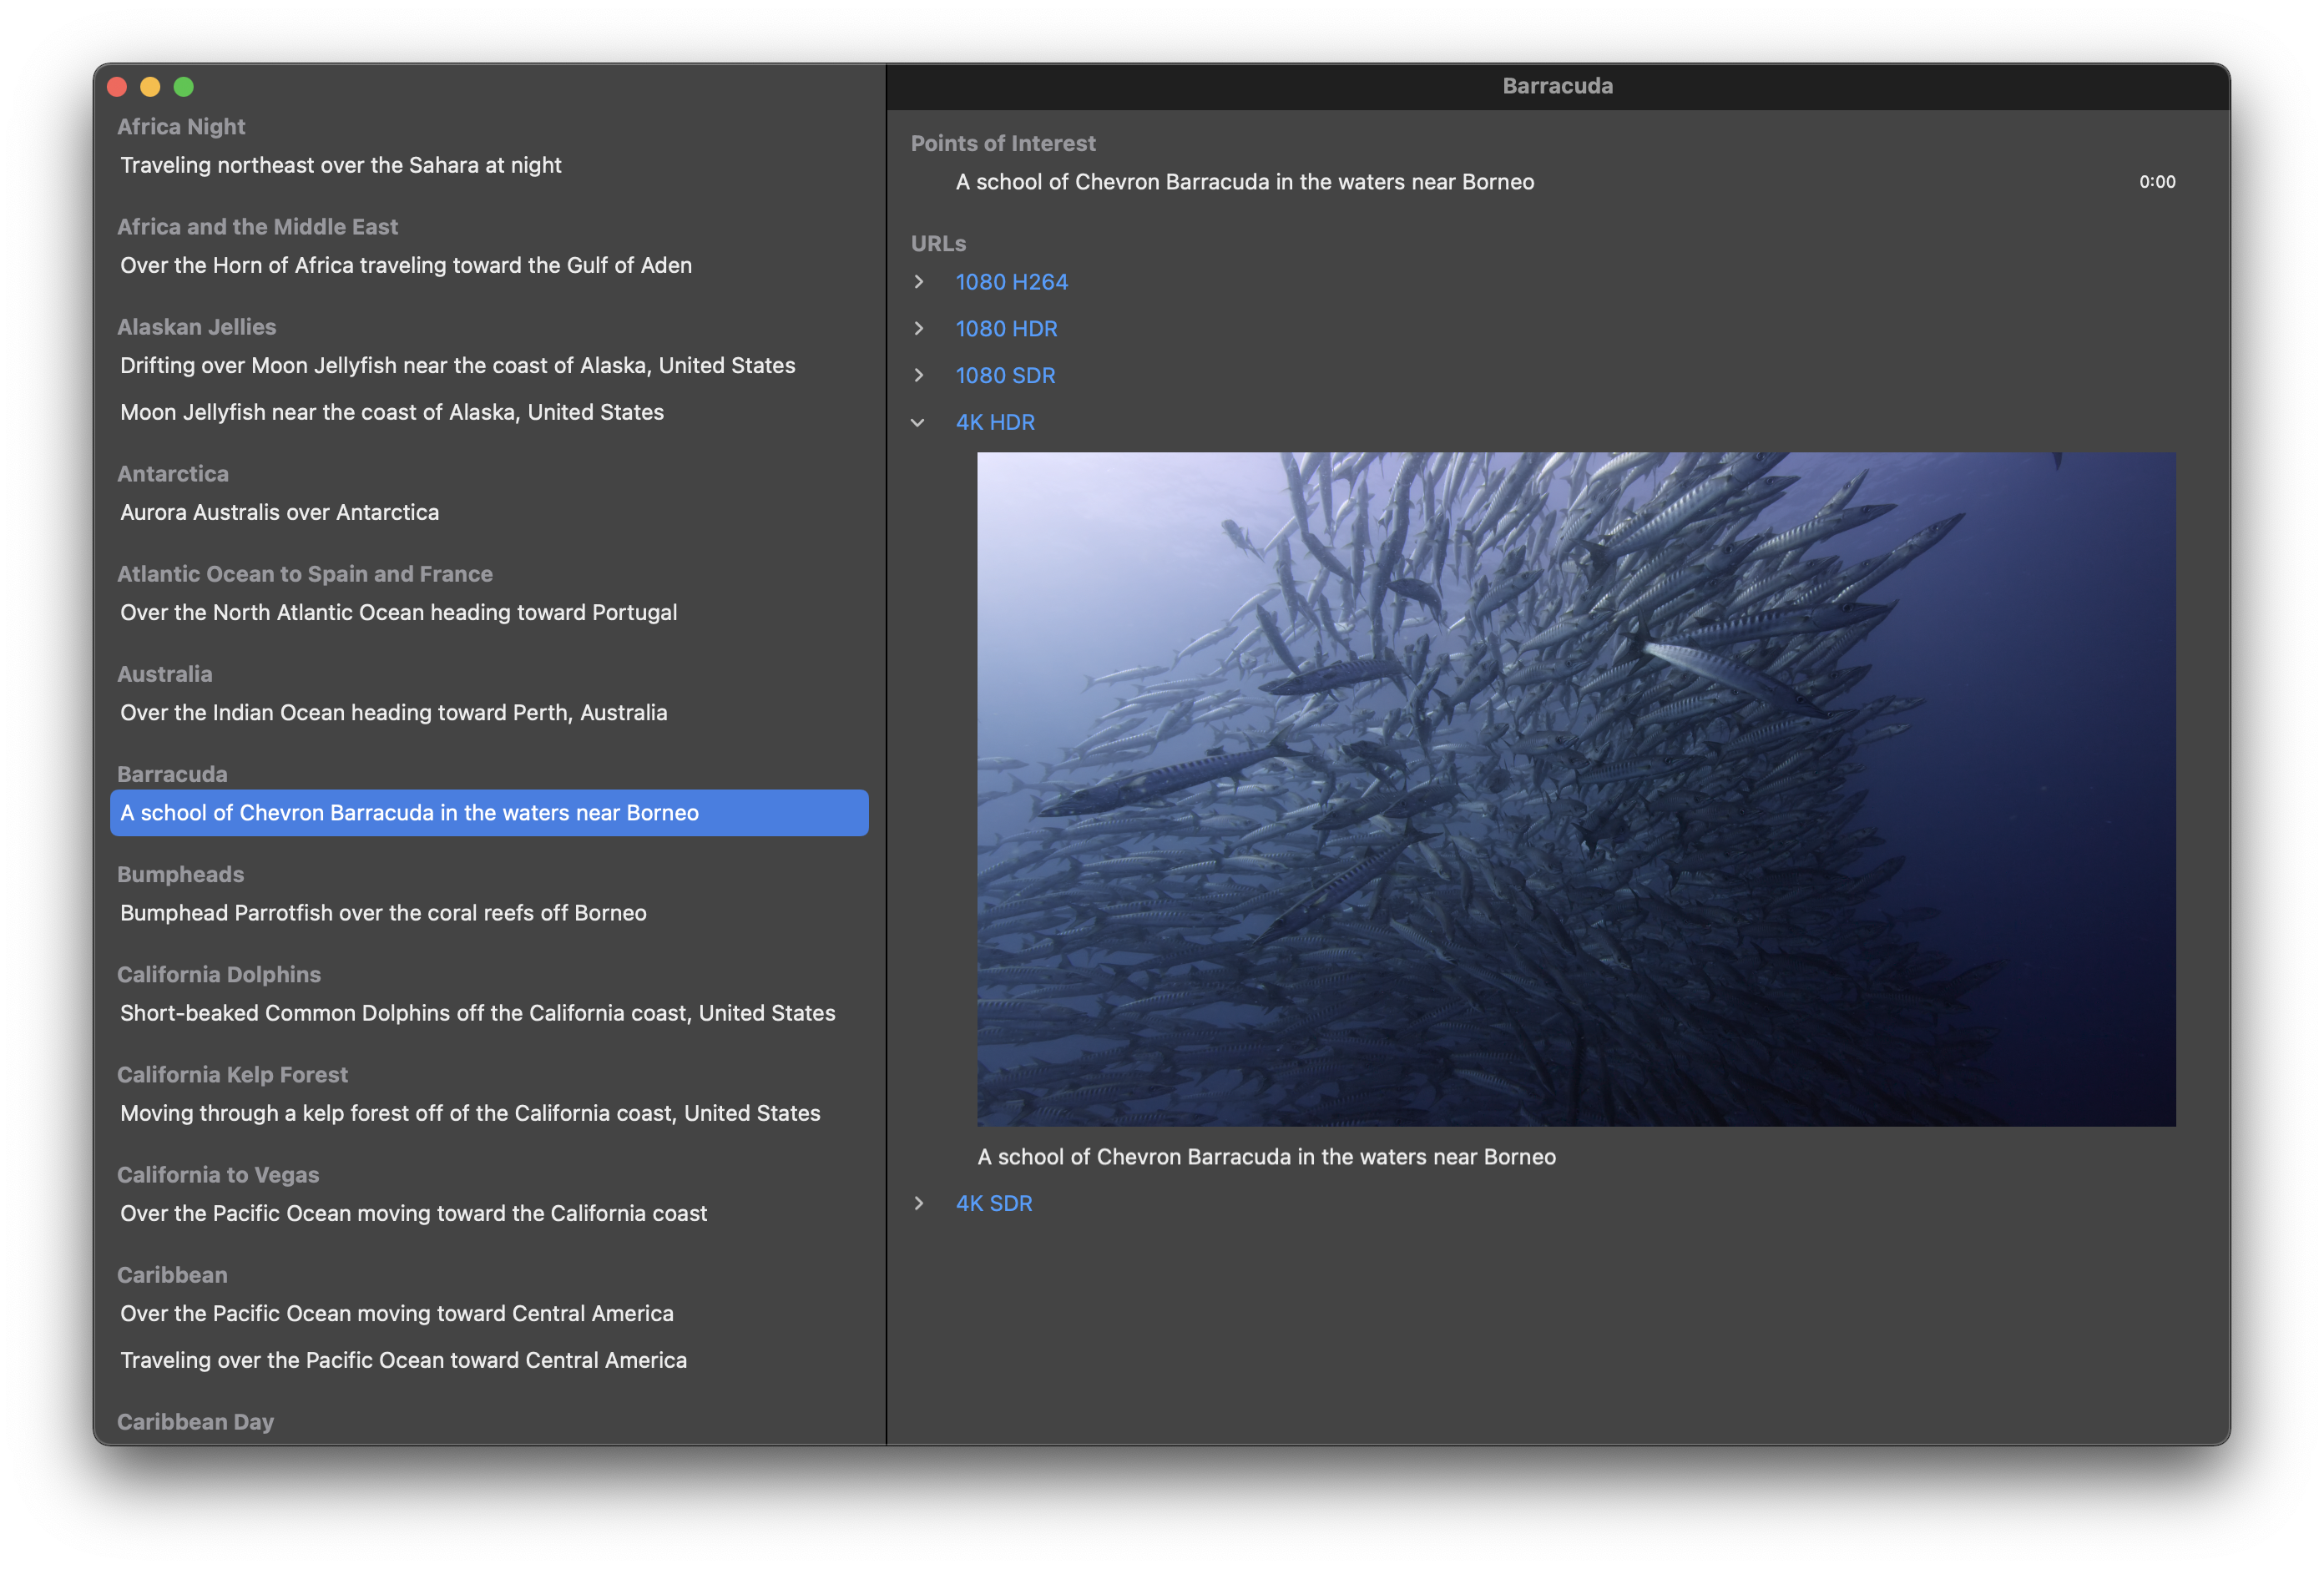 Africa Night
Traveling northeast over the Sahara at night
Africa and the Middle East
Over the Horn of Africa traveling toward the Gulf of Aden
Alaskan Jellies
Drifting over Moon Jellyfish near the coast of Alaska, United States
Moon Jellyfish near the coast of Alaska, United States
Antarctica
Aurora Australis over Antarctica
Atlantic Ocean to Spain and France
Over the North Atlantic Ocean heading toward Portugal
Australia
Over the Indian Ocean heading toward Perth, Australia
Barracuda
A school of Chevron Barracuda in the waters near Borneo
Bumpheads
Bumphead Parrotfish over the coral reefs off Borneo
California Dolphins
Short-beaked Common Dolphins off the California coast, United States
California Kelp Forest
Moving through a kelp forest off of the California coast, United States
California to Vegas
Over the Pacific Ocean moving toward the California coast
Caribbean
Over the Pacific Ocean moving toward Central America
Traveling over the Pacific Ocean toward Central America
Caribbean Day
Barracuda
Points of Interest
A school of Chevron Barracuda in the waters near Borneo 0:00
URLs
1080 H264
1080 HDR
1080 SDR
4K HDR
A school of Chevron Barracuda in the waters near Borneo
4K SDR